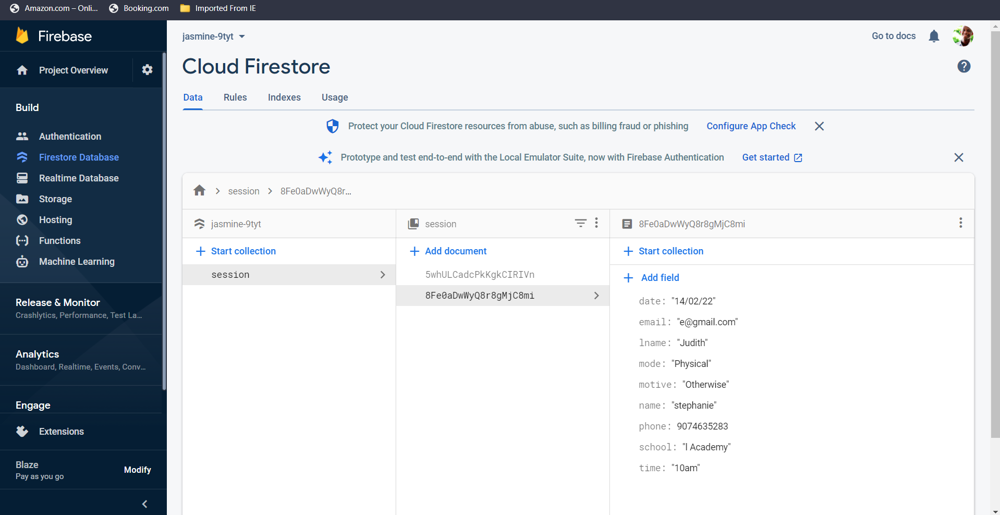 Amazon.com – Onli...
Booking.com
Imported From IE
Firebase
Project Overview
Build
Authentication
Firestore Database
Realtime Database
Storage
Hosting
Functions
Machine Learning
Release & Monitor
Crashlytics, Performance, Test La...
Analytics
Dashboard, Realtime, Events, Conv...
Engage
Extensions
Blaze
Pay as you go
Modify
jasmine-9tyt
Go to docs
Cloud Firestore
Data Rules Indexes Usage
Protect your Cloud Firestore resources from abuse, such as billing fraud or phishing Configure App Check
Prototype and test end-to-end with the Local Emulator Suite, now with Firebase Authentication Get started
session 8Fe0aDwWyQ8r...
jasmine-9tyt
Start collection
session
session
Add document
5whULCadcPkKgkCIRIVn
8Fe0aDwWyQ8r8gMjC8mi
8Fe0aDwWyQ8r8gMjC8mi
Start collection
Add field
date: "14/02/22"
email: "e@gmail.com"
lname: "Judith"
mode: "Physical"
motive: "Otherwise"
name: "stephanie"
phone: 9074635283
school: "l Academy"
time: "10am"